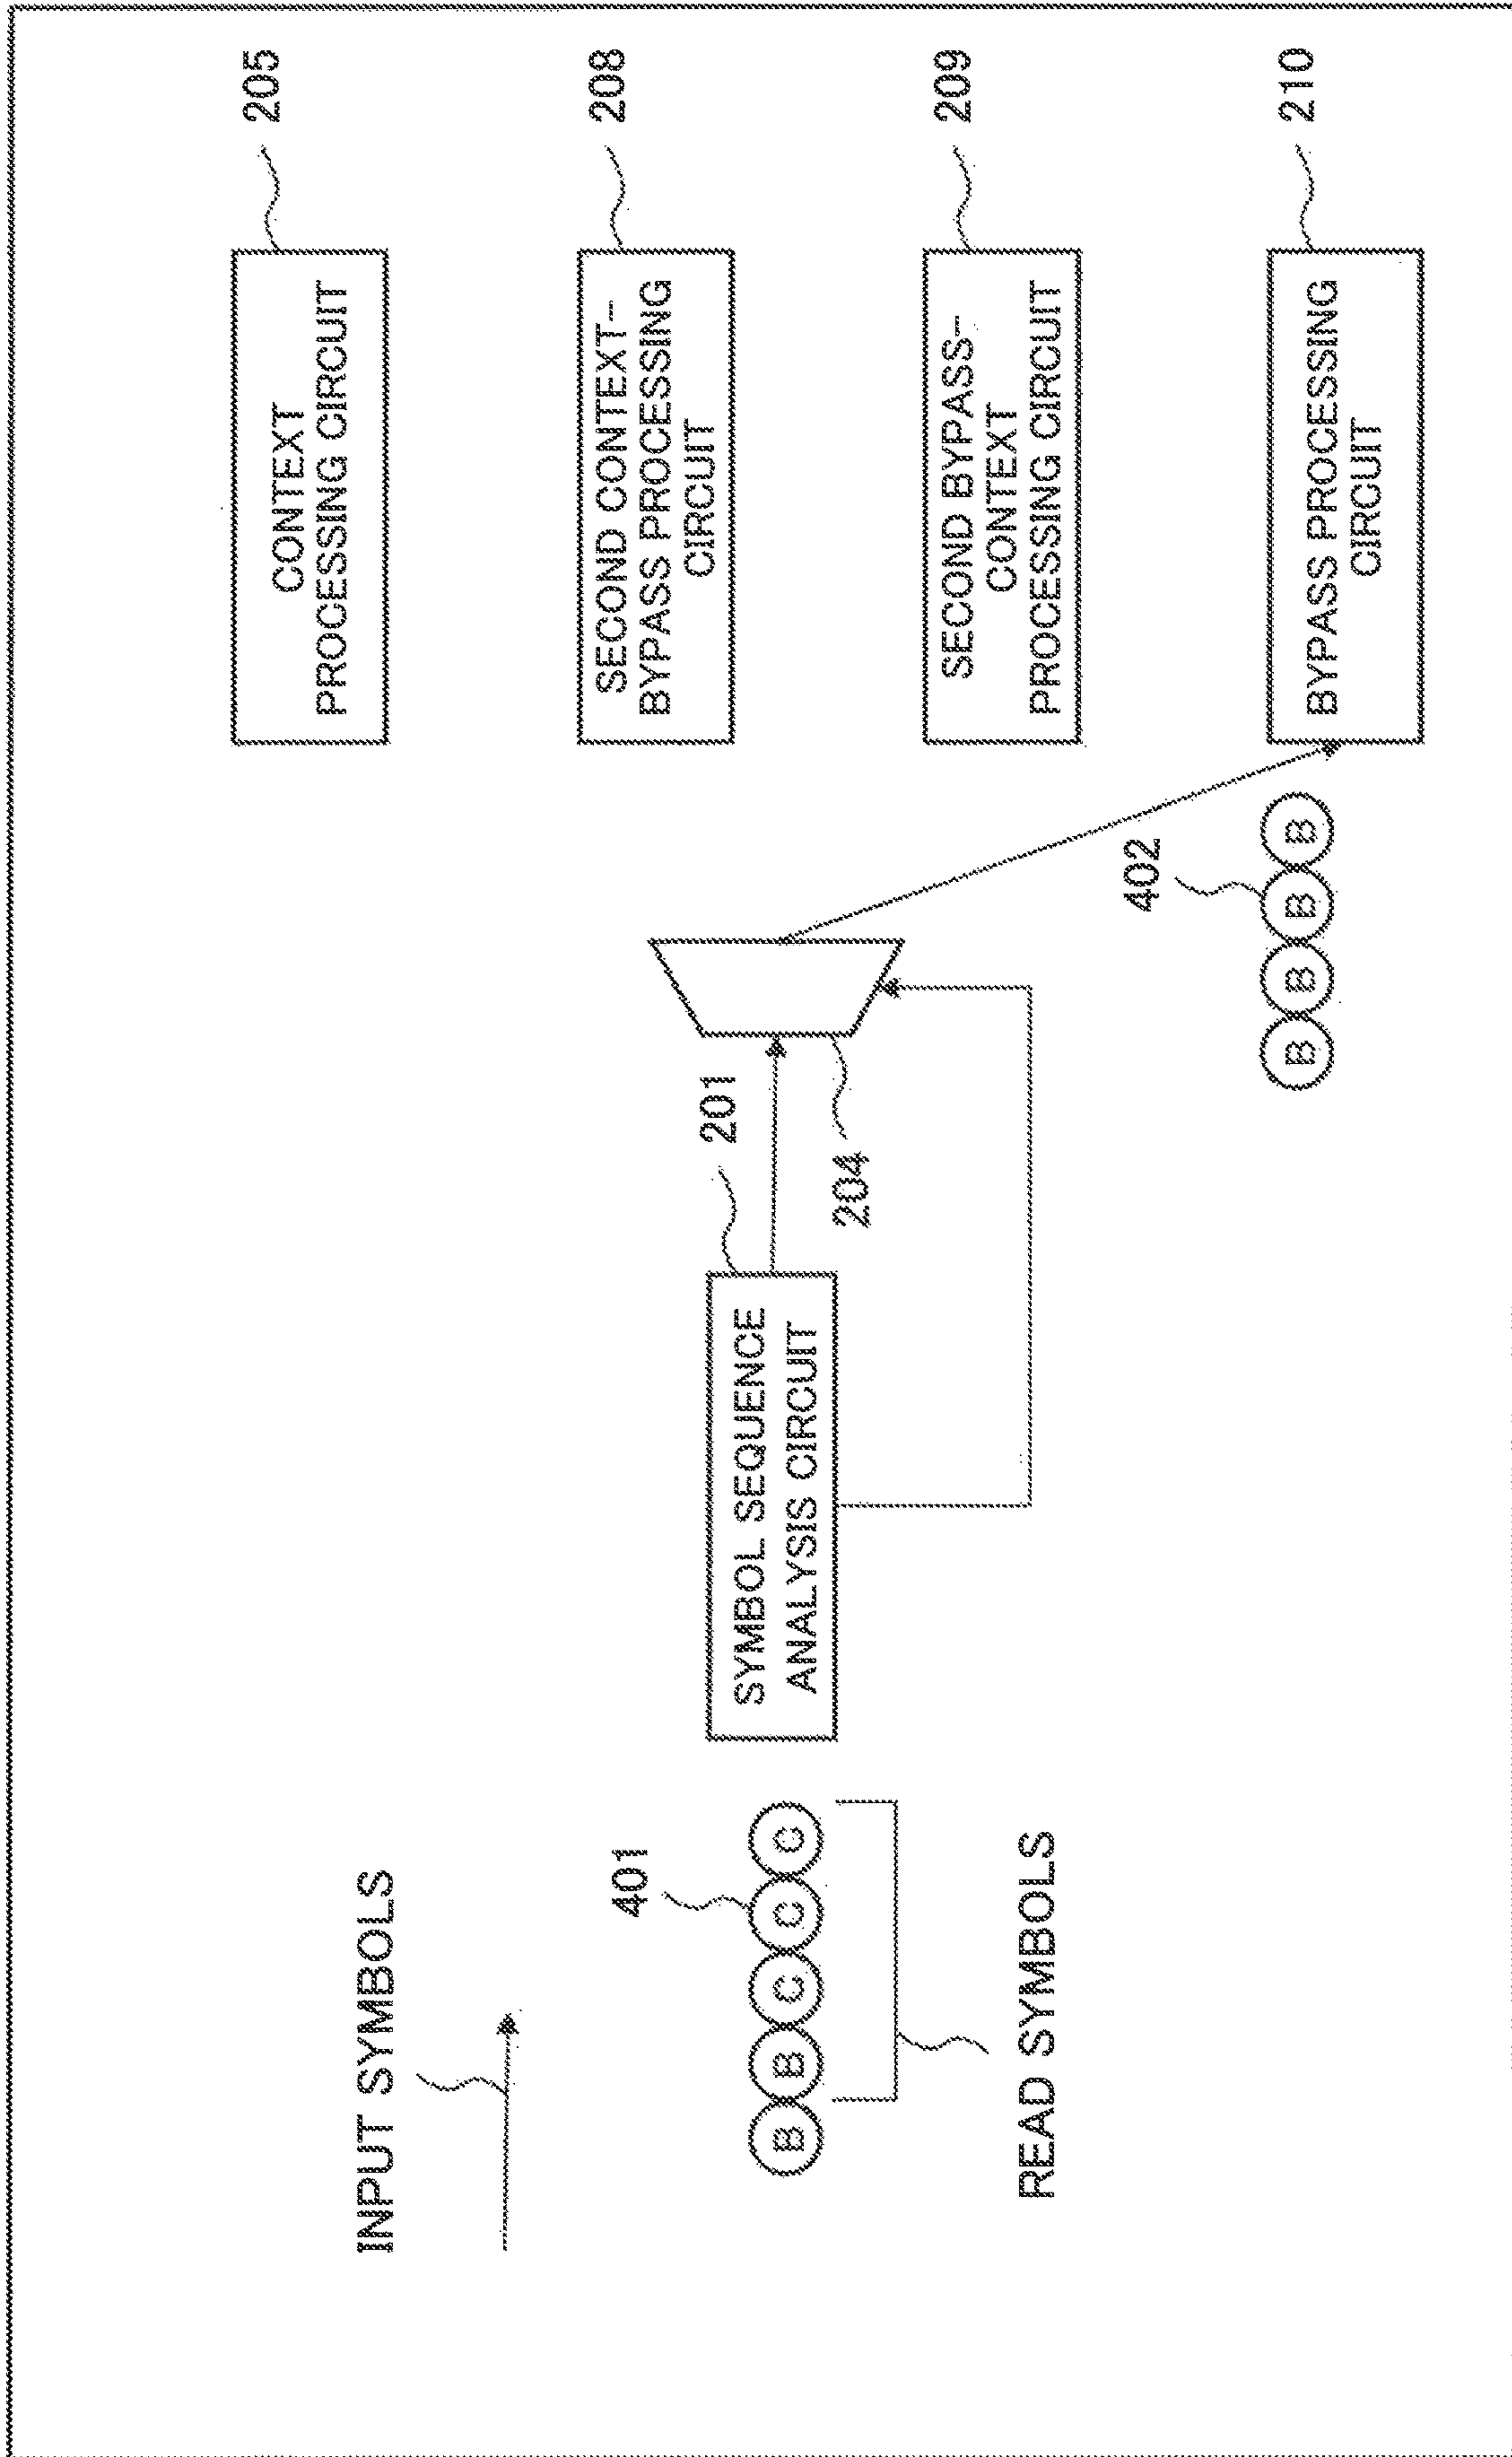 INPUT SYMBOLS
401
B B C C C
READ SYMBOLS
SYMBOL SEQUENCE
ANALYSIS CIRCUIT
201
204
402
B B B B
CONTEXT
PROCESSING CIRCUIT
205
SECOND CONTEXT-
BYPASS PROCESSING
CIRCUIT
208
SECOND BYPASS-
CONTEXT
PROCESSING CIRCUIT
209
BYPASS PROCESSING
CIRCUIT
210